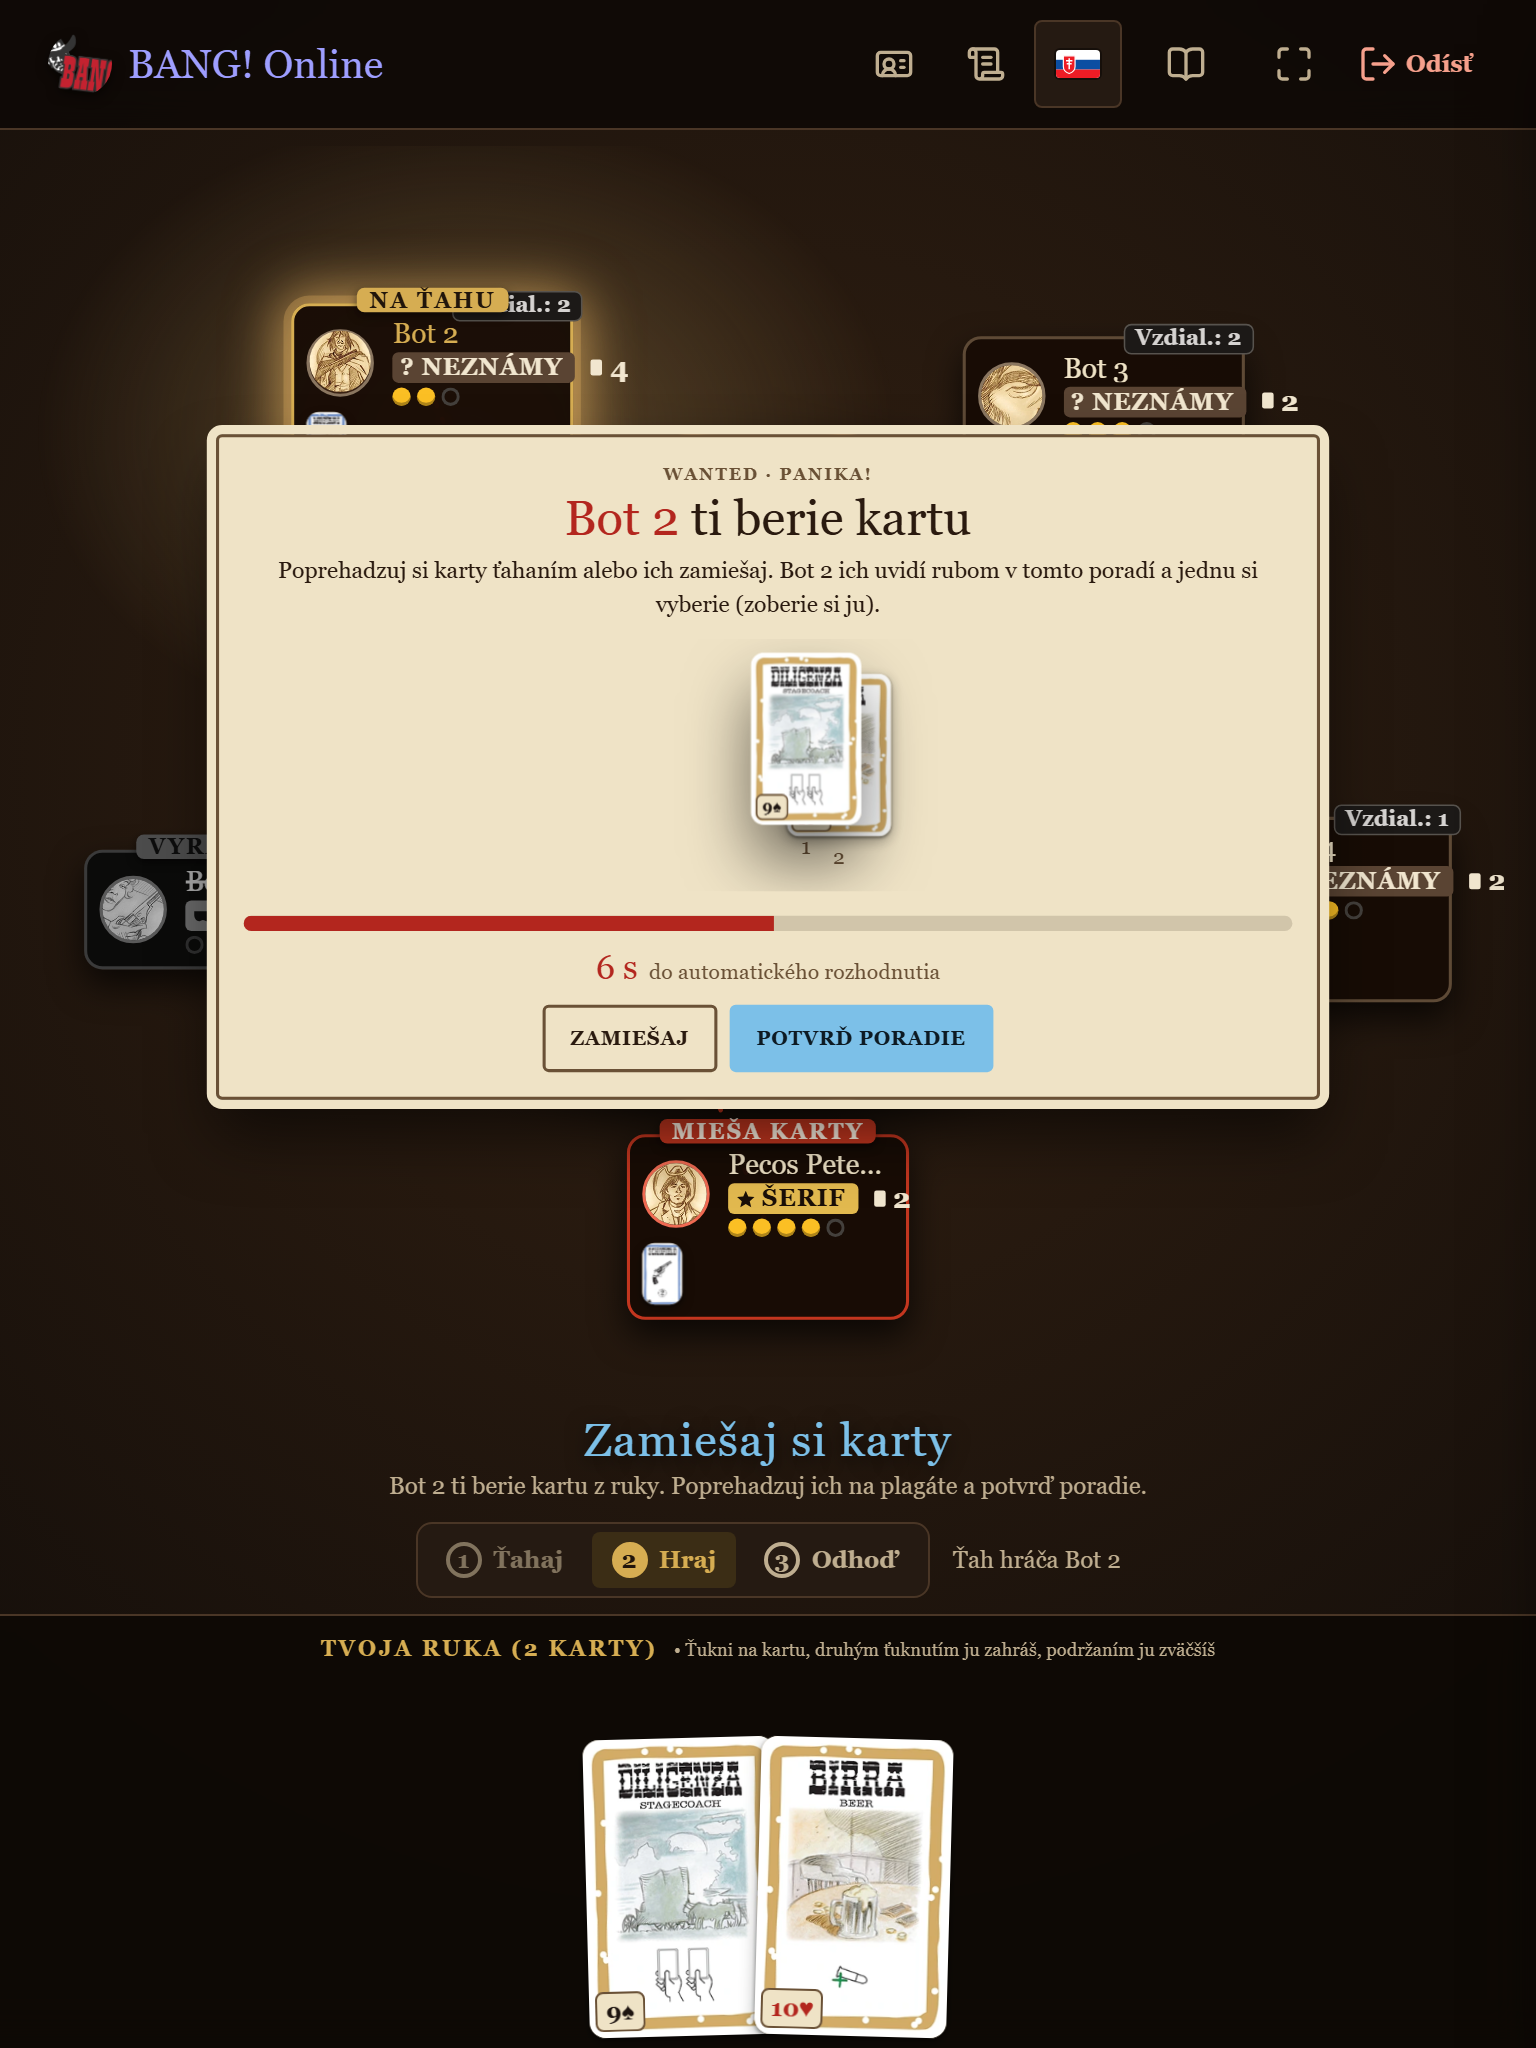 BANG! Online
Odísť
NA ŤAHU
ial.: 2
Bot 2
? NEZNÁMY
4
Vzdial.: 2
Bot 3
? NEZNÁMY
2
WANTED · PANIKA!
Bot 2 ti berie kartu
Poprehadzuj si karty ťahaním alebo ich zamiešaj. Bot 2 ich uvidí rubom v tomto poradí a jednu si
vyberie (zoberie si ju).
DILIGENZA
STAGECOACH
9♠
1
2
VYR
Bo
Vzdial.: 1
4
EZNÁMY
2
6 s do automatického rozhodnutia
ZAMIEŠAJ
POTVRĎ PORADIE
MIEŠA KARTY
Pecos Pete...
★ ŠERIF
2
Zamiešaj si karty
Bot 2 ti berie kartu z ruky. Poprehadzuj ich na plagáte a potvrď poradie.
1 Ťahaj
2 Hraj
3 Odhoď
Ťah hráča Bot 2
TVOJA RUKA (2 KARTY) • Ťukni na kartu, druhým ťuknutím ju zahráš, podržaním ju zväčšíš
DILIGENZA
STAGECOACH
9♠
BIRRA
BEER
10♥